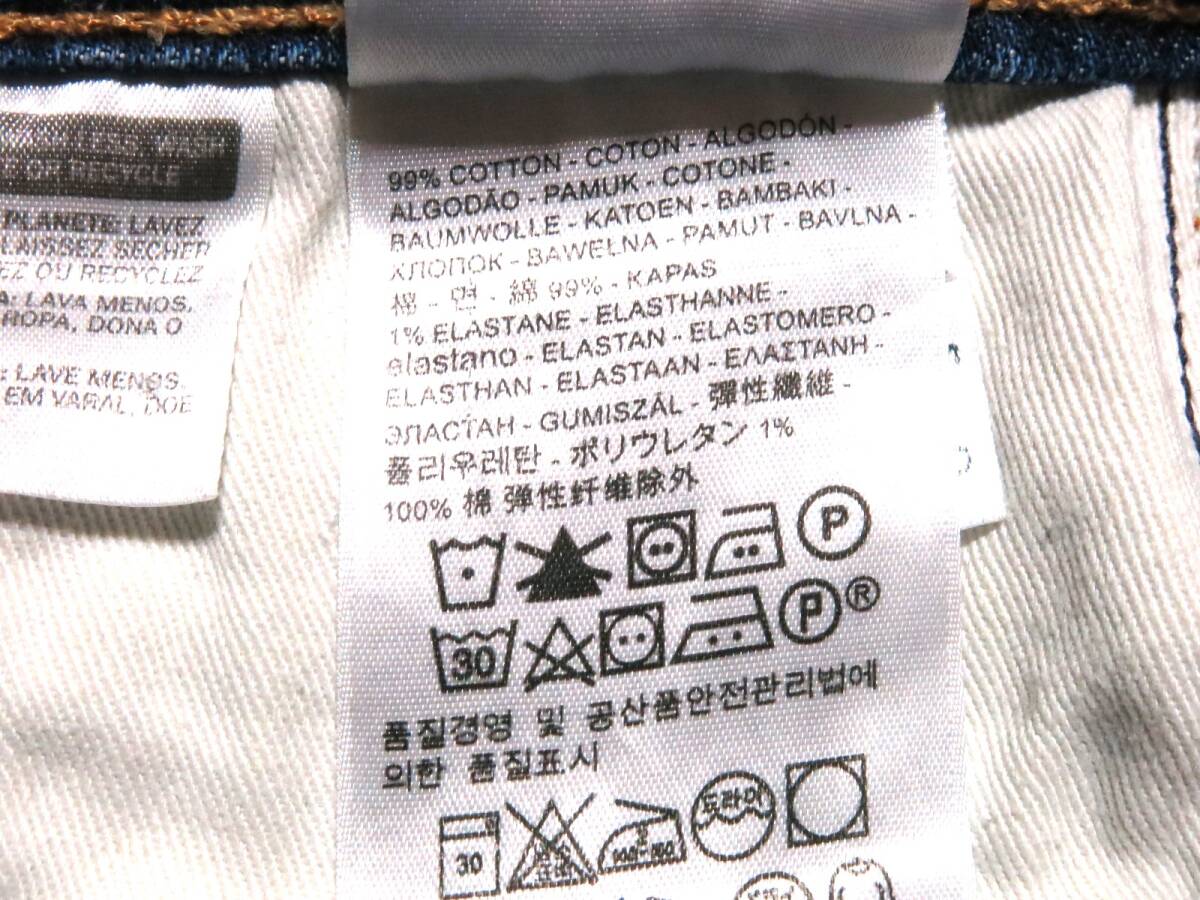 LESS, WASH
OR RECYCLE
PLANETE: LAVEZ
LAISSEZ SECHER
EZ OU RECYCLEZ
A: LAVA MENOS,
ROPA, DONA O
: LAVE MENOS.
EM VARAL, DOE
99% COTTON - COTON - ALGODÓN -
ALGODÃO - PAMUK - COTONE -
BAUMWOLLE - KATOEN - BAMBAKI -
ХЛОПОК - BAWEŁNA - PAMUT - BAVLNA -
棉 - 면 - 綿 99% - KAPAS
1% ELASTANE - ELASTHANNE -
elastano - ELASTAN - ELASTOMERO -
ELASTHAN - ELASTAAN - ΕΛΑΣΤΑΝΗ -
ЭЛАСТАН - GUMISZÁL - 彈性纖維 -
폴리우레탄 - ポリウレタン 1%
100% 棉 弹性纤维除外
P
30 P ®
품질경영 및 공산품안전관리법에
의한 품질표시
30 드라이